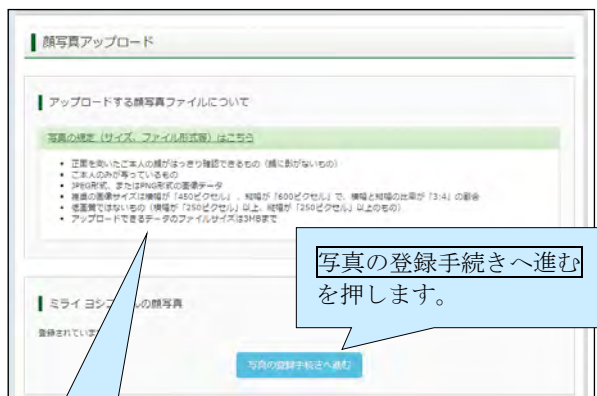 顔写真アップロード
アップロードする顔写真ファイルについて
写真の規定（サイズ、ファイル形式等）はこちら
正面を向いたご本人の顔がはっきり確認できるもの（顔に影がないもの）
ご本人のみが写っているもの
JPEG形式、またはPNG形式の画像データ
推奨の画像サイズは横幅が「450ピクセル」、縦幅が「600ピクセル」で、横幅と縦幅の比率が「3:4」の割合
低画質ではないもの（横幅が「250ピクセル」以上、縦幅が「250ピクセル」以上のもの）
アップロードできるデータのファイルサイズは3MBまで
写真の登録手続きへ進む
を押します。
ミライ ヨシ
の顔写真
登録されていま
写真の登録手続きへ進む